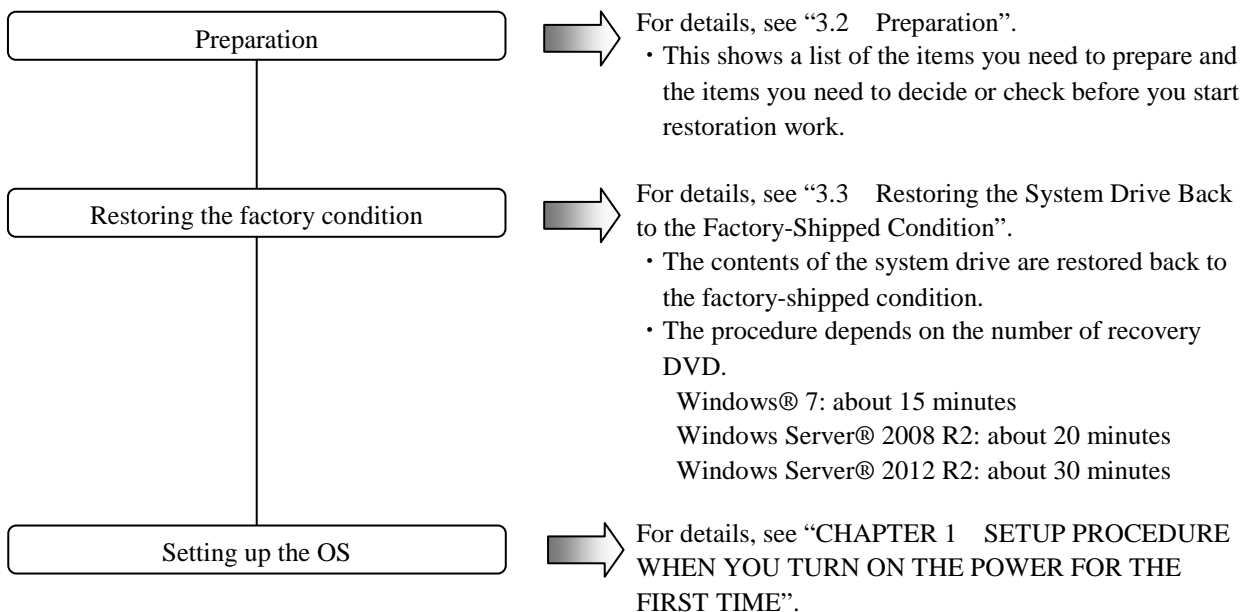 Preparation
For details, see “3.2    Preparation”.
・This shows a list of the items you need to prepare and
the items you need to decide or check before you start
restoration work.
Restoring the factory condition
For details, see “3.3    Restoring the System Drive Back
to the Factory-Shipped Condition”.
・The contents of the system drive are restored back to
the factory-shipped condition.
・The procedure depends on the number of recovery
DVD.
Windows® 7: about 15 minutes
Windows Server® 2008 R2: about 20 minutes
Windows Server® 2012 R2: about 30 minutes
Setting up the OS
For details, see “CHAPTER 1    SETUP PROCEDURE
WHEN YOU TURN ON THE POWER FOR THE
FIRST TIME”.